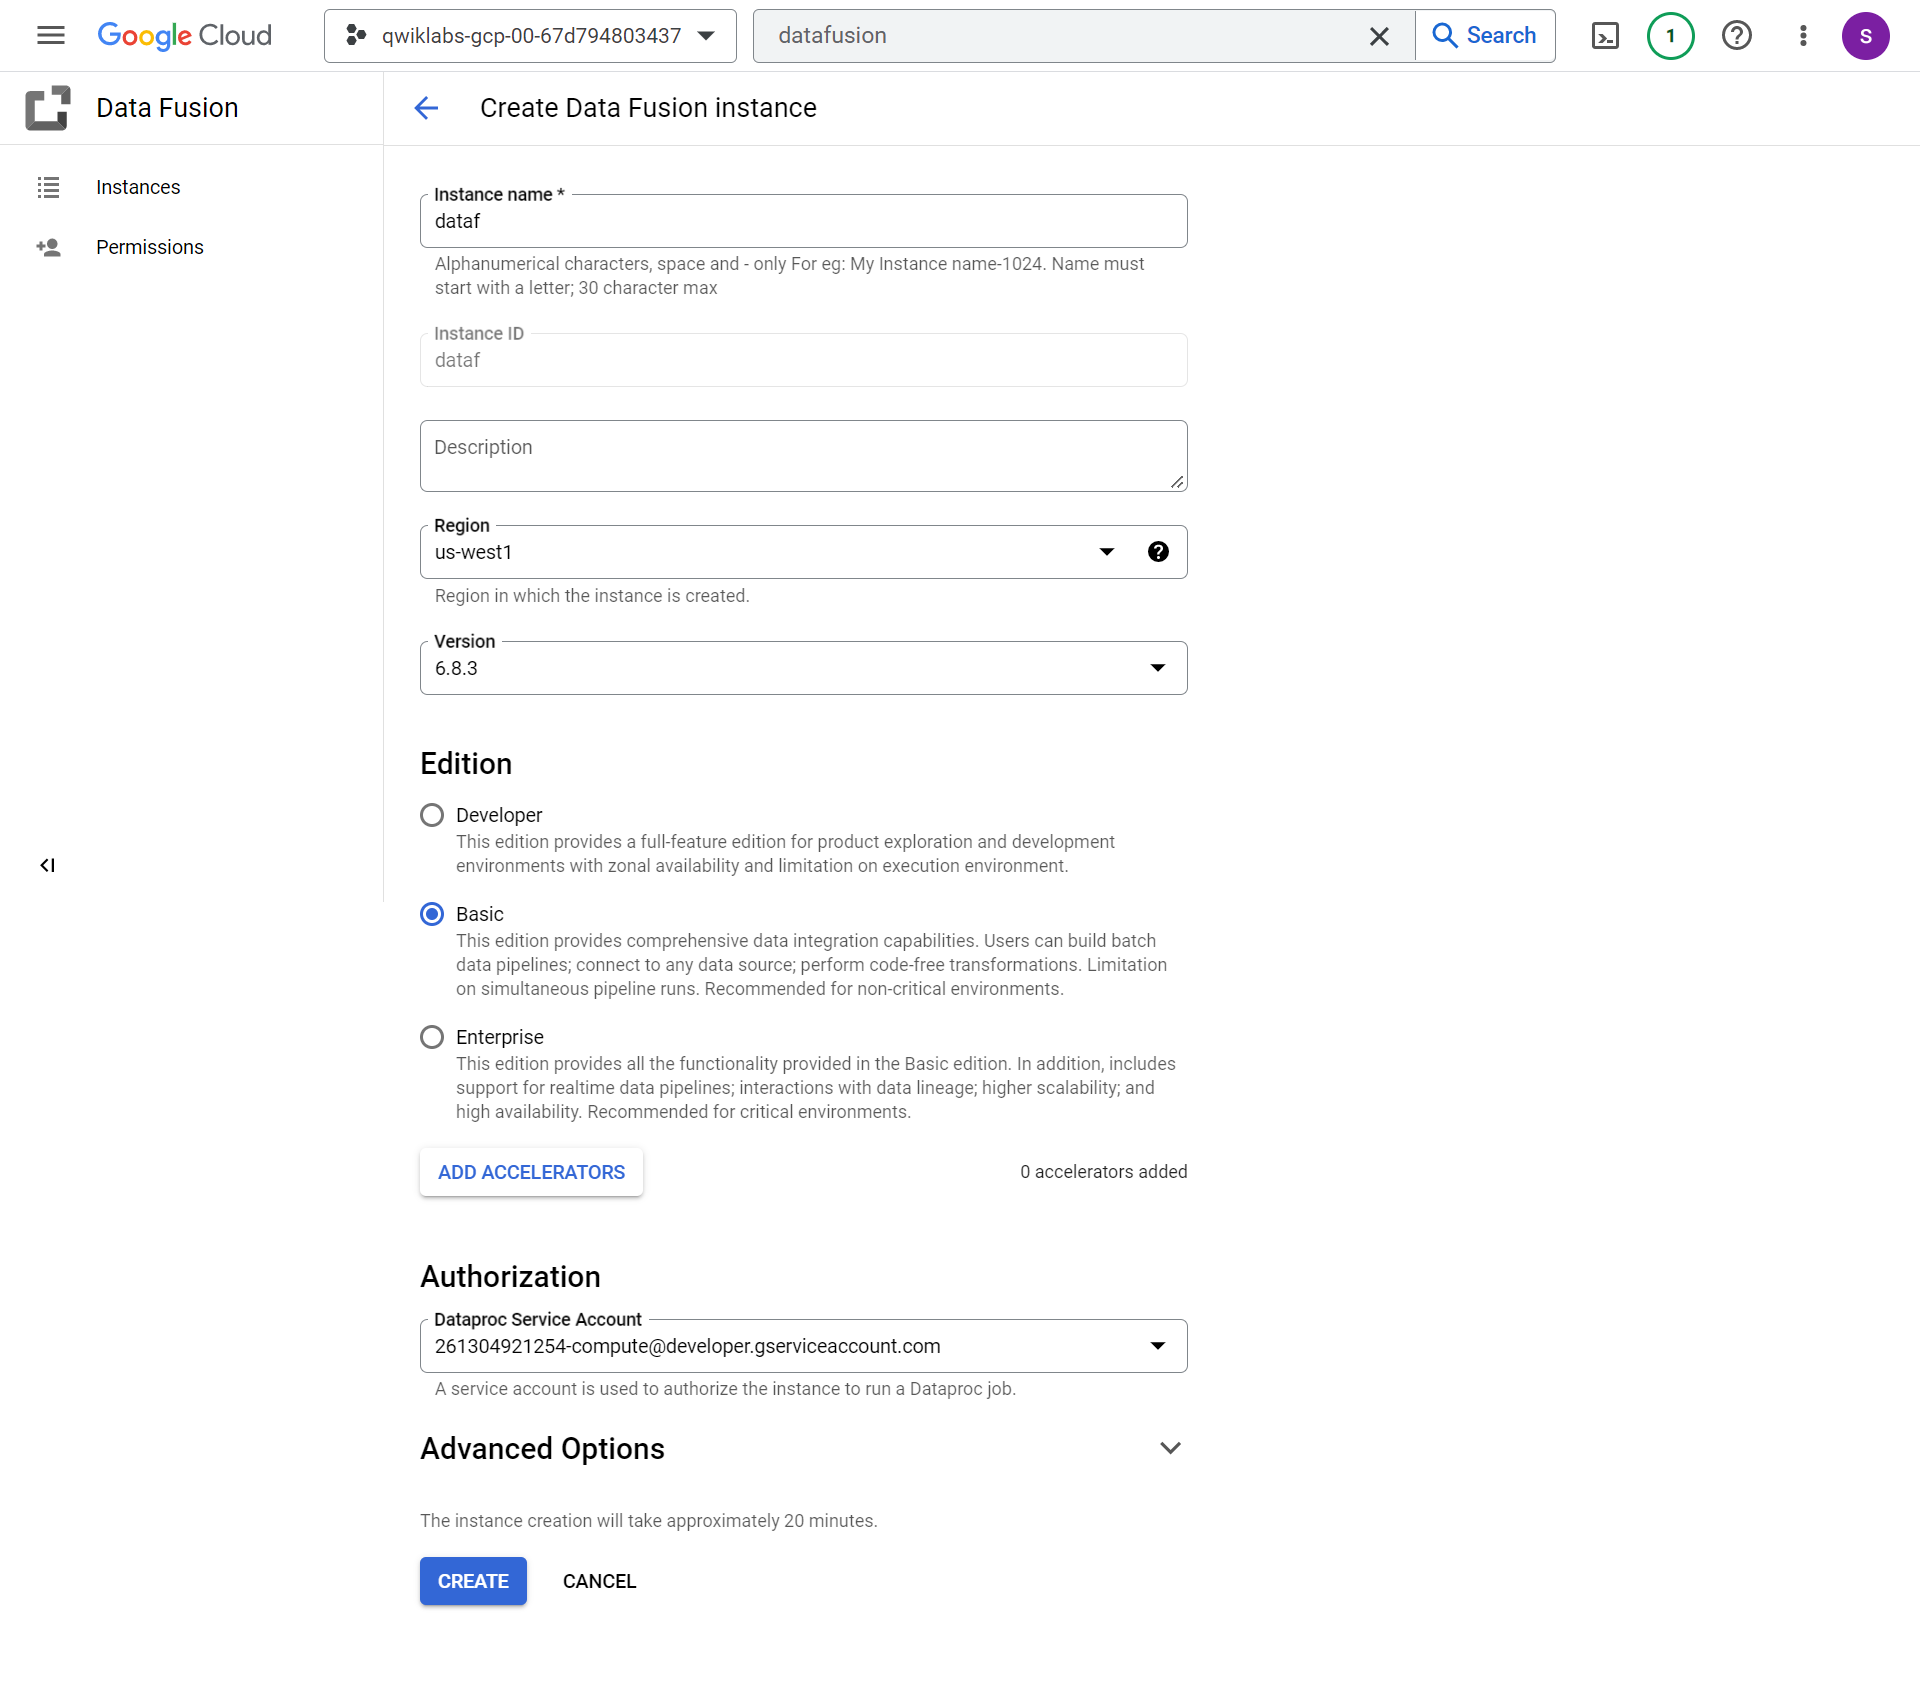 Google Cloud
qwiklabs-gcp-00-67d794803437
datafusion
Search
1
S
Data Fusion
Create Data Fusion instance
Instances
Permissions
Instance name *
dataf
Alphanumerical characters, space and - only For eg: My Instance name-1024. Name must
start with a letter; 30 character max
Instance ID
dataf
Description
Region
us-west1
Region in which the instance is created.
Version
6.8.3
Edition
Developer
This edition provides a full-feature edition for product exploration and development
environments with zonal availability and limitation on execution environment.
Basic
This edition provides comprehensive data integration capabilities. Users can build batch
data pipelines; connect to any data source; perform code-free transformations. Limitation
on simultaneous pipeline runs. Recommended for non-critical environments.
Enterprise
This edition provides all the functionality provided in the Basic edition. In addition, includes
support for realtime data pipelines; interactions with data lineage; higher scalability; and
high availability. Recommended for critical environments.
ADD ACCELERATORS
0 accelerators added
Authorization
Dataproc Service Account
261304921254-compute@developer.gserviceaccount.com
A service account is used to authorize the instance to run a Dataproc job.
Advanced Options
The instance creation will take approximately 20 minutes.
CREATE
CANCEL